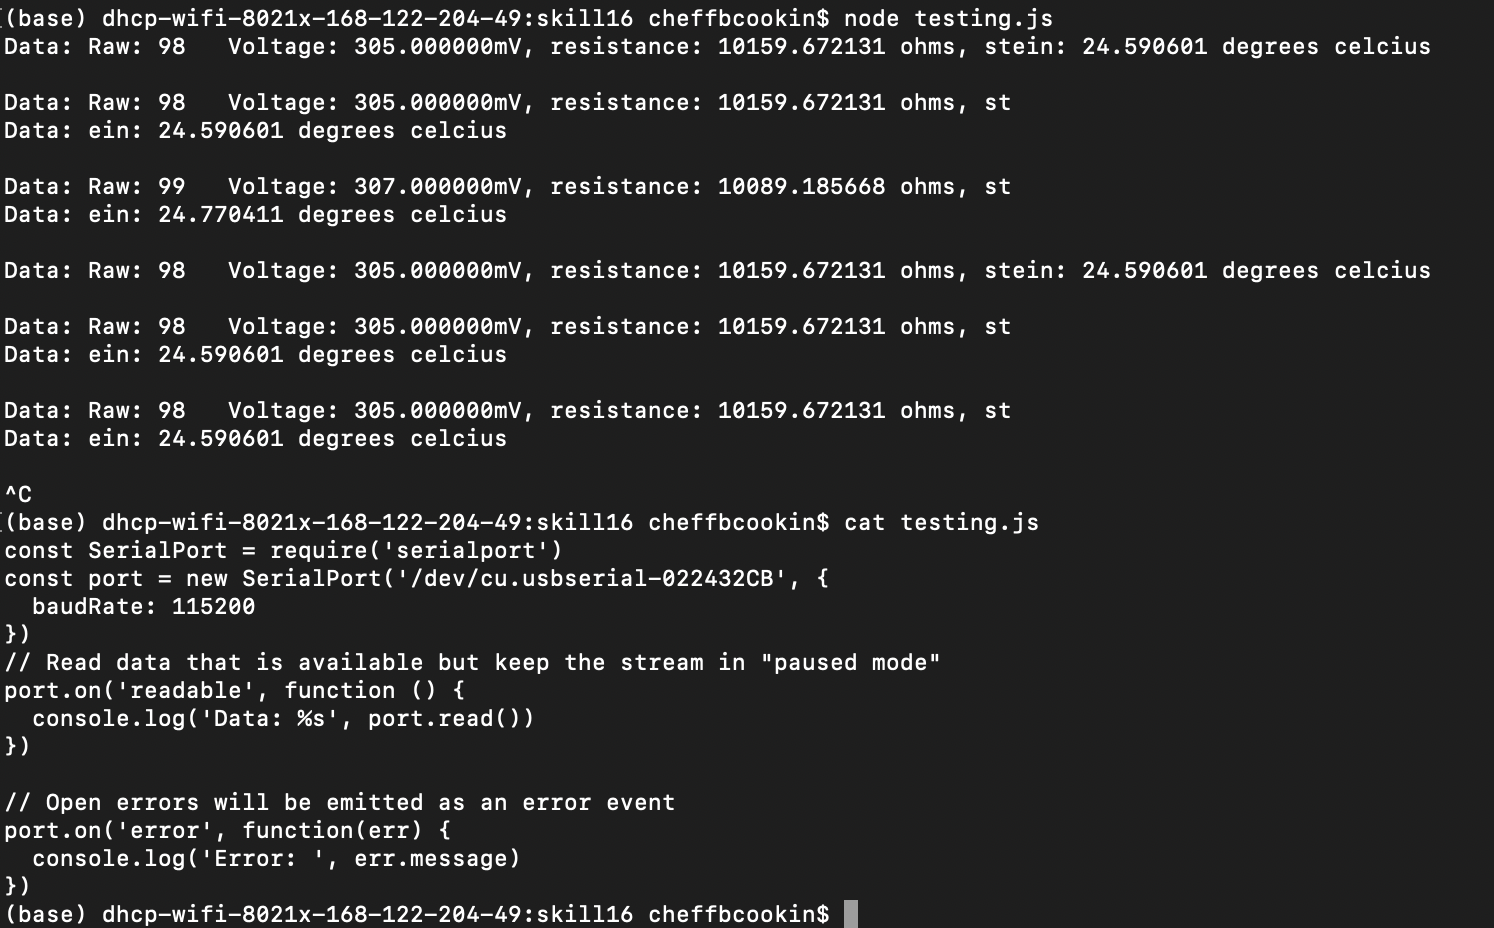 (base) dhcp-wifi-8021x-168-122-204-49:skill16 cheffbcookin$ node testing.js
Data: Raw: 98   Voltage: 305.000000mV, resistance: 10159.672131 ohms, stein: 24.590601 degrees celcius
Data: Raw: 98   Voltage: 305.000000mV, resistance: 10159.672131 ohms, st
Data: ein: 24.590601 degrees celcius
Data: Raw: 99   Voltage: 307.000000mV, resistance: 10089.185668 ohms, st
Data: ein: 24.770411 degrees celcius
Data: Raw: 98   Voltage: 305.000000mV, resistance: 10159.672131 ohms, stein: 24.590601 degrees celcius
Data: Raw: 98   Voltage: 305.000000mV, resistance: 10159.672131 ohms, st
Data: ein: 24.590601 degrees celcius
Data: Raw: 98   Voltage: 305.000000mV, resistance: 10159.672131 ohms, st
Data: ein: 24.590601 degrees celcius
^C
(base) dhcp-wifi-8021x-168-122-204-49:skill16 cheffbcookin$ cat testing.js
const SerialPort = require('serialport')
const port = new SerialPort('/dev/cu.usbserial-022432CB', {
  baudRate: 115200
})
// Read data that is available but keep the stream in "paused mode"
port.on('readable', function () {
  console.log('Data: %s', port.read())
})
// Open errors will be emitted as an error event
port.on('error', function(err) {
  console.log('Error: ', err.message)
})
(base) dhcp-wifi-8021x-168-122-204-49:skill16 cheffbcookin$